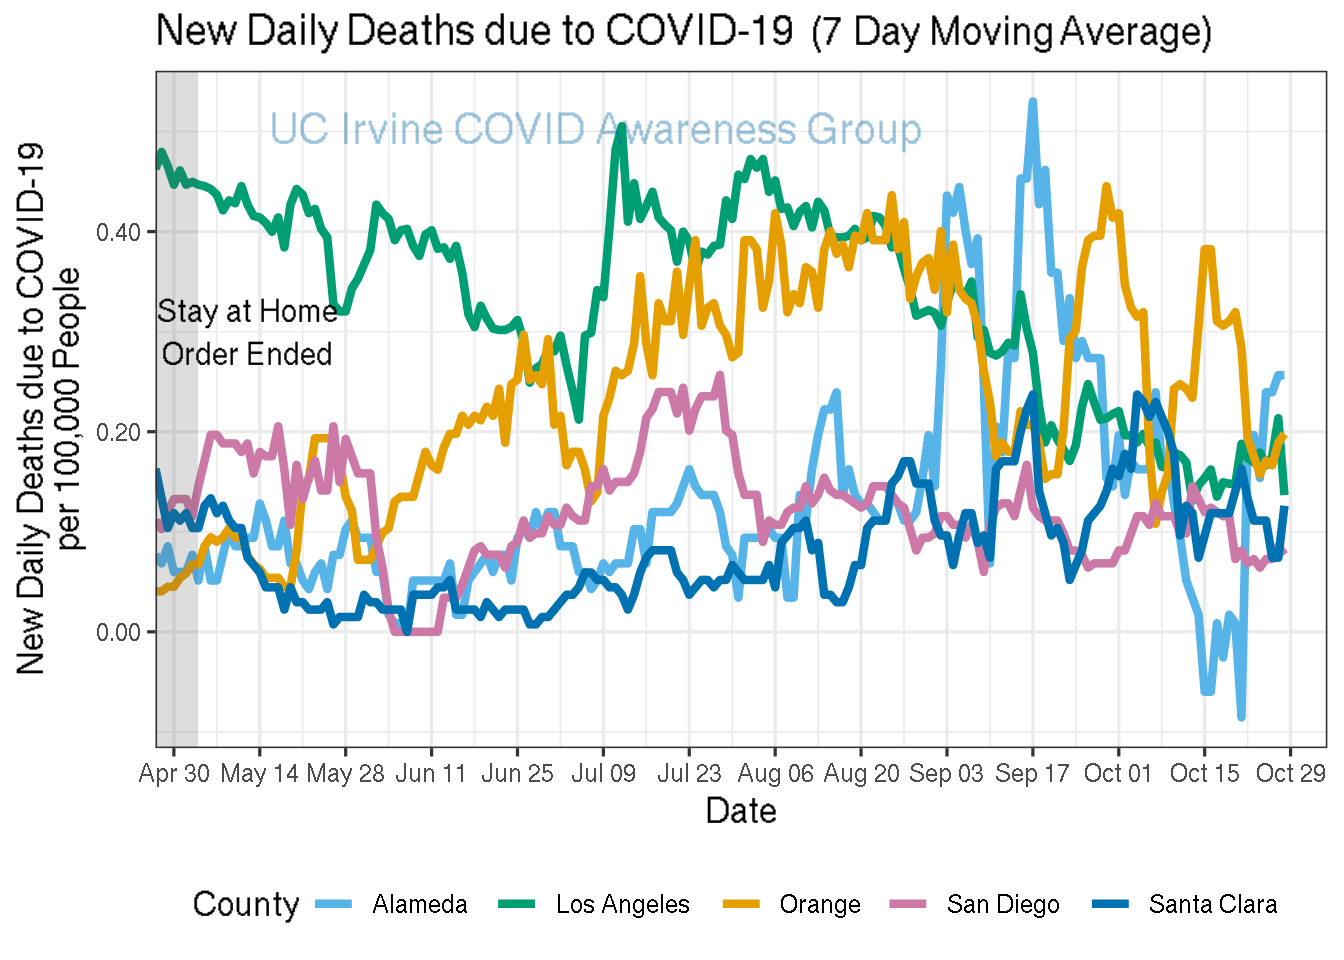 New Daily Deaths due to COVID-19 (7 Day Moving Average)
UC Irvine COVID Awareness Group
New Daily Deaths due to COVID-19
per 100,000 People
0.40
0.20
0.00
Stay at Home
Order Ended
Apr 30 May 14 May 28 Jun 11 Jun 25 Jul 09 Jul 23 Aug 06 Aug 20 Sep 03 Sep 17 Oct 01 Oct 15 Oct 29
Date
County Alameda Los Angeles Orange San Diego Santa Clara